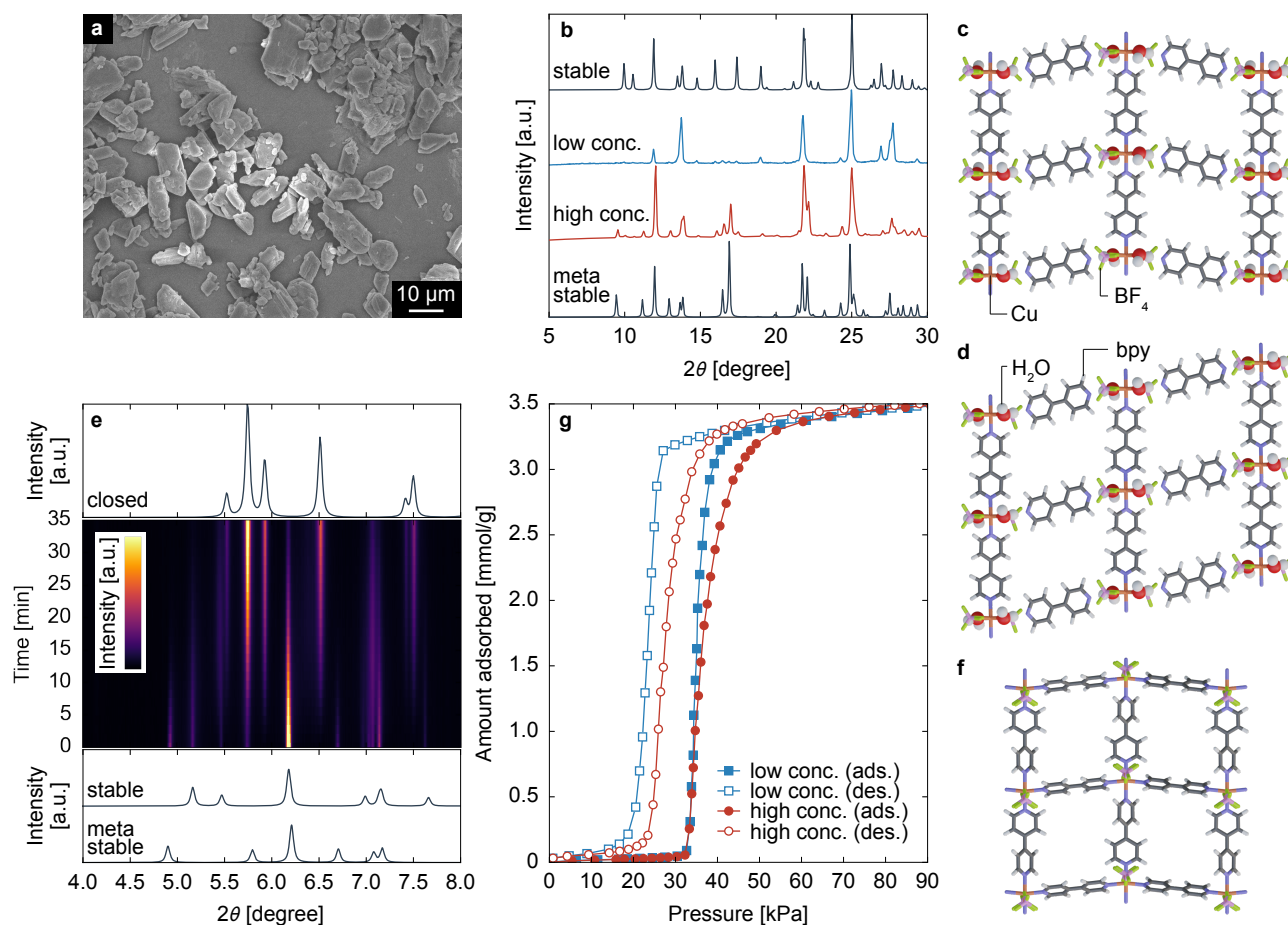 a
10 µm
b
Intensity [a.u.]
stable
low conc.
high conc.
meta
stable
5 10 15 20 25 30
2θ [degree]
c
Cu
BF4
d
H2O
bpy
e
Intensity
[a.u.]
closed
Time [min]
35
30
25
20
15
10
5
0
Intensity [a.u.]
Intensity
[a.u.]
stable
meta
stable
4.0 4.5 5.0 5.5 6.0 6.5 7.0 7.5 8.0
2θ [degree]
g
Amount adsorbed [mmol/g]
3.5
3.0
2.5
2.0
1.5
1.0
0.5
0
low conc. (ads.)
low conc. (des.)
high conc. (ads.)
high conc. (des.)
0 10 20 30 40 50 60 70 80 90
Pressure [kPa]
f